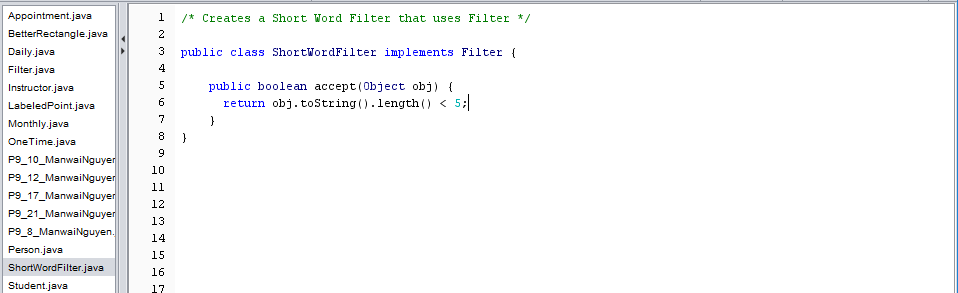 Appointment.java
BetterRectangle.java
Daily.java
Filter.java
Instructor.java
LabeledPoint.java
Monthly.java
OneTime.java
P9_10_ManwaiNguyer
P9_12_ManwaiNguyer
P9_17_ManwaiNguyer
P9_21_ManwaiNguyer
P9_8_ManwaiNguyen.
Person.java
ShortWordFilter.java
Student.java
1 /* Creates a Short Word Filter that uses Filter */
2
3 public class ShortWordFilter implements Filter {
4
5 public boolean accept(Object obj) {
6 return obj.toString().length() < 5;
7 }
8 }
9
10
11
12
13
14
15
16
17